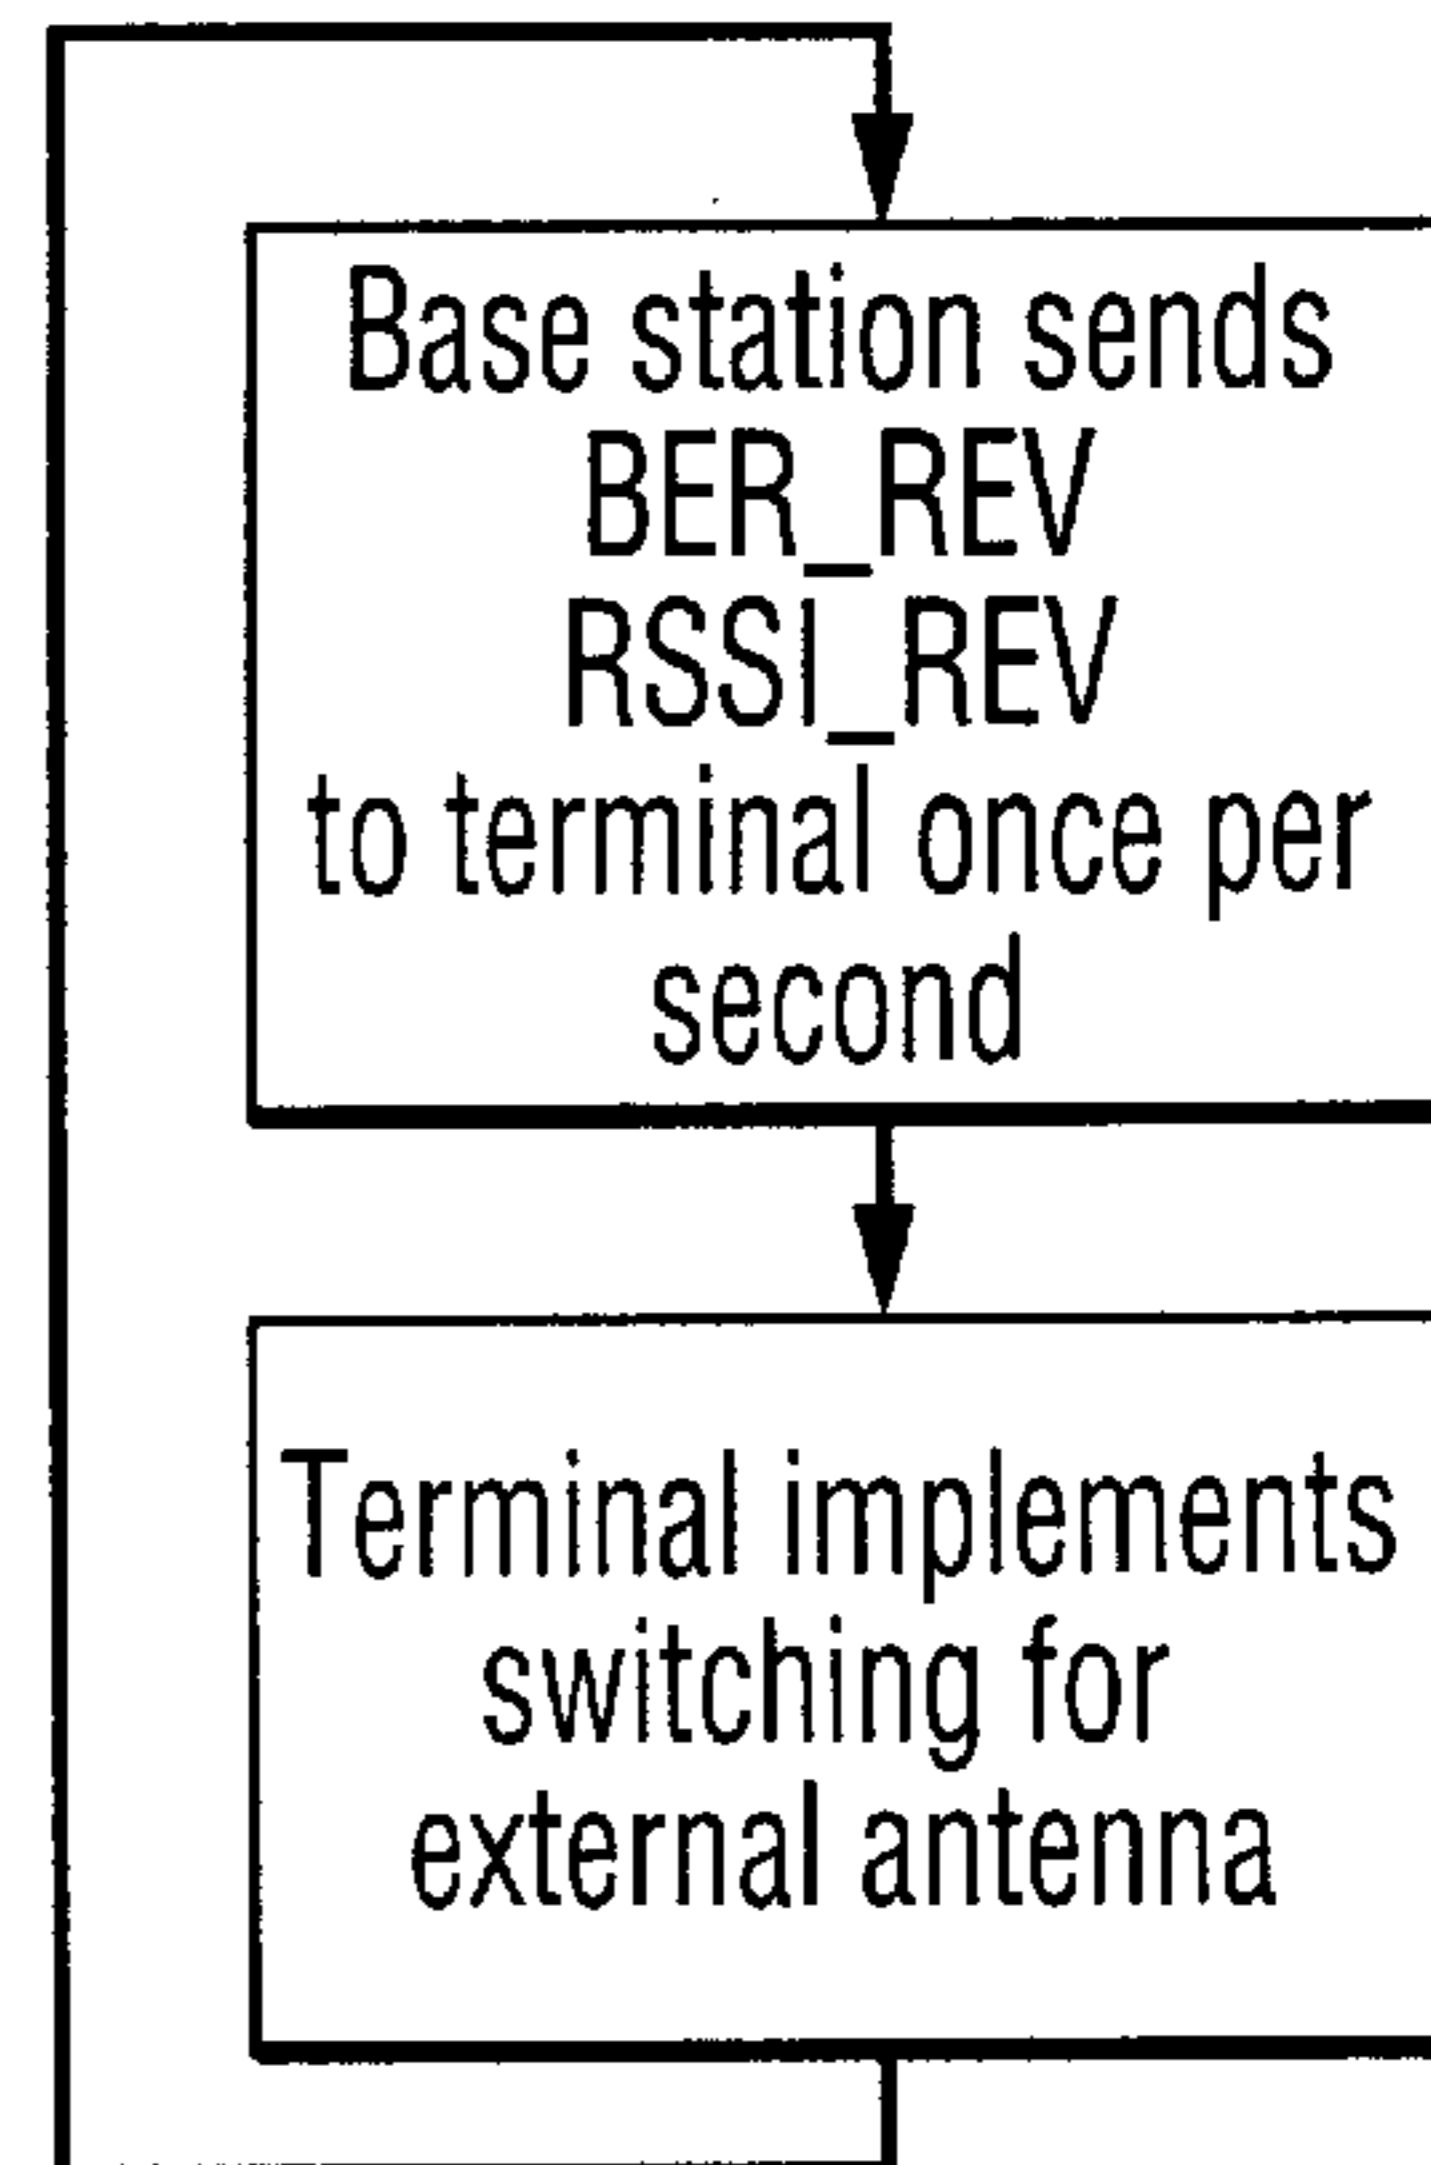 Base station sends
BER_REV
RSSI_REV
to terminal once per
second
Terminal implements
switching for
external antenna